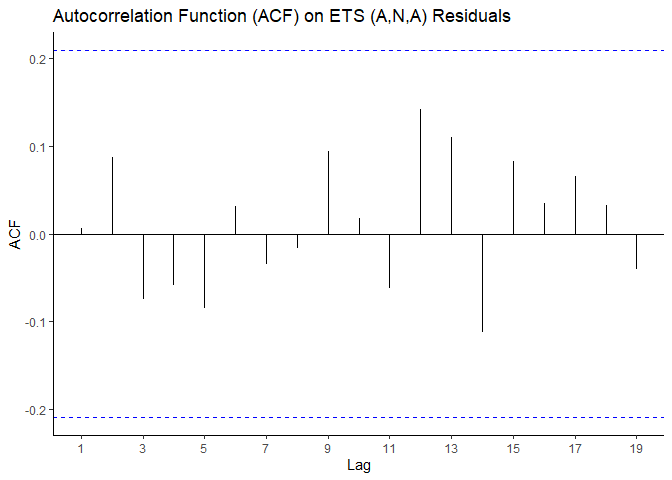 Autocorrelation Function (ACF) on ETS (A,N,A) Residuals
0.2
0.1
0.0
-0.1
-0.2
ACF
1 3 5 7 9 11 13 15 17 19
Lag